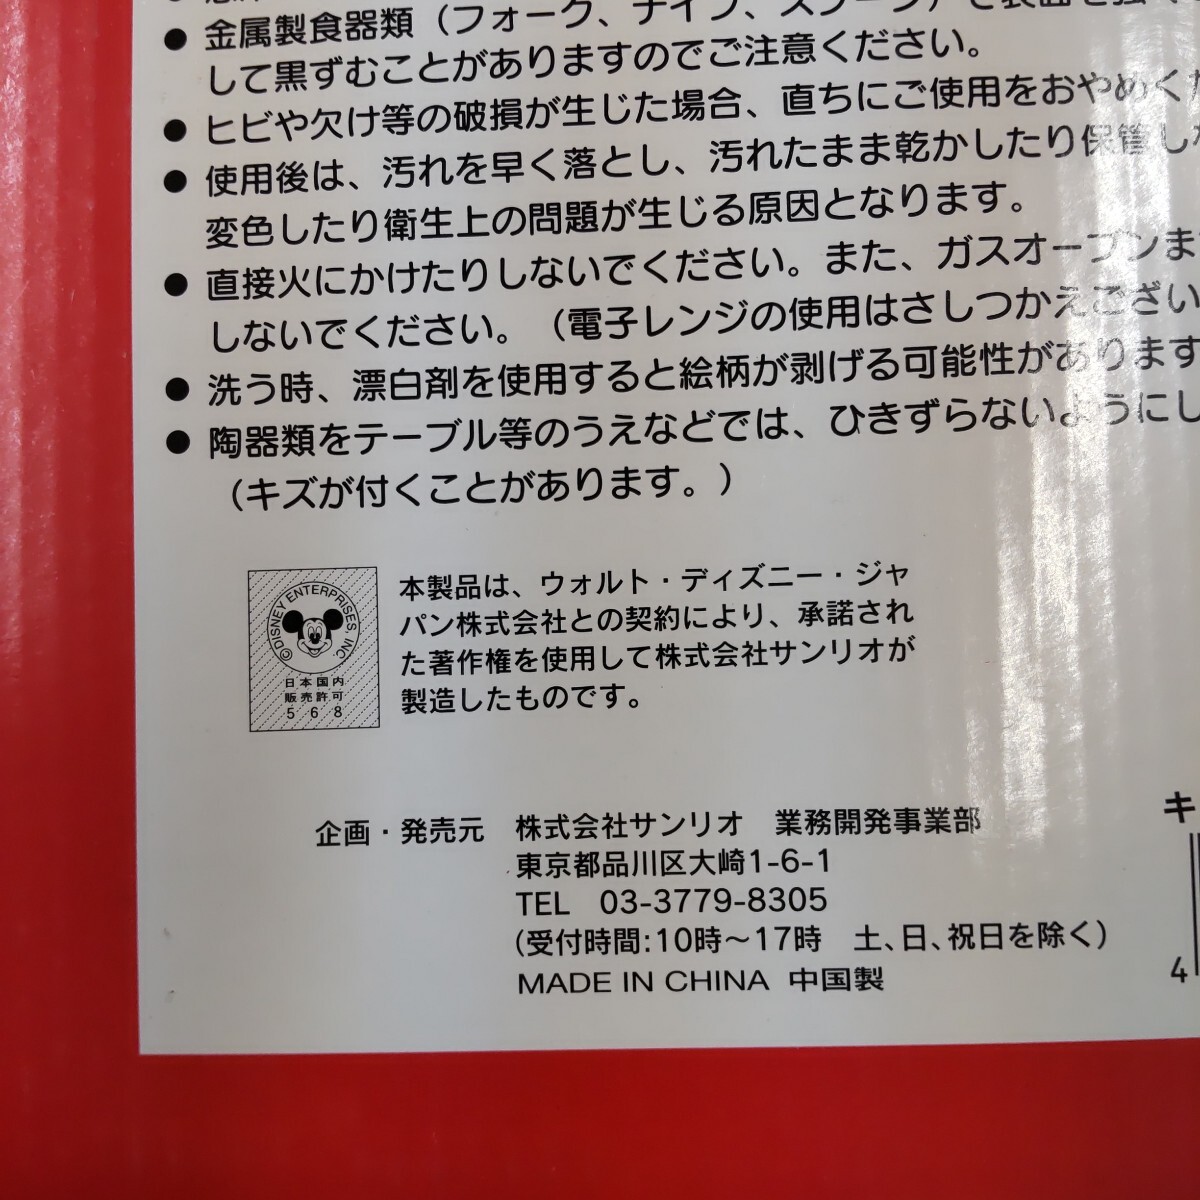 ● 金属製食器類（フォーク、ナイフ、スプーン）で表面を強く
して黒ずむことがありますのでご注意ください。
● ヒビや欠け等の破損が生じた場合、直ちにご使用をおやめくだ
● 使用後は、汚れを早く落とし、汚れたまま乾かしたり保管しな
変色したり衛生上の問題が生じる原因となります。
● 直接火にかけたりしないでください。また、ガスオーブンま
しないでください。（電子レンジの使用はさしつかえござい
● 洗う時、漂白剤を使用すると絵柄が剥げる可能性があります
● 陶器類をテーブル等のうえなどでは、ひきずらないようにし
（キズが付くことがあります。）
©DISNEY ENTERPRISES INC
日本国内
販売許可
5 6 8
本製品は、ウォルト・ディズニー・ジャ
パン株式会社との契約により、承諾され
た著作権を使用して株式会社サンリオが
製造したものです。
企画・発売元 株式会社サンリオ 業務開発事業部
東京都品川区大崎1-6-1
TEL 03-3779-8305
（受付時間:10時〜17時 土、日、祝日を除く）
MADE IN CHINA 中国製
キ
4